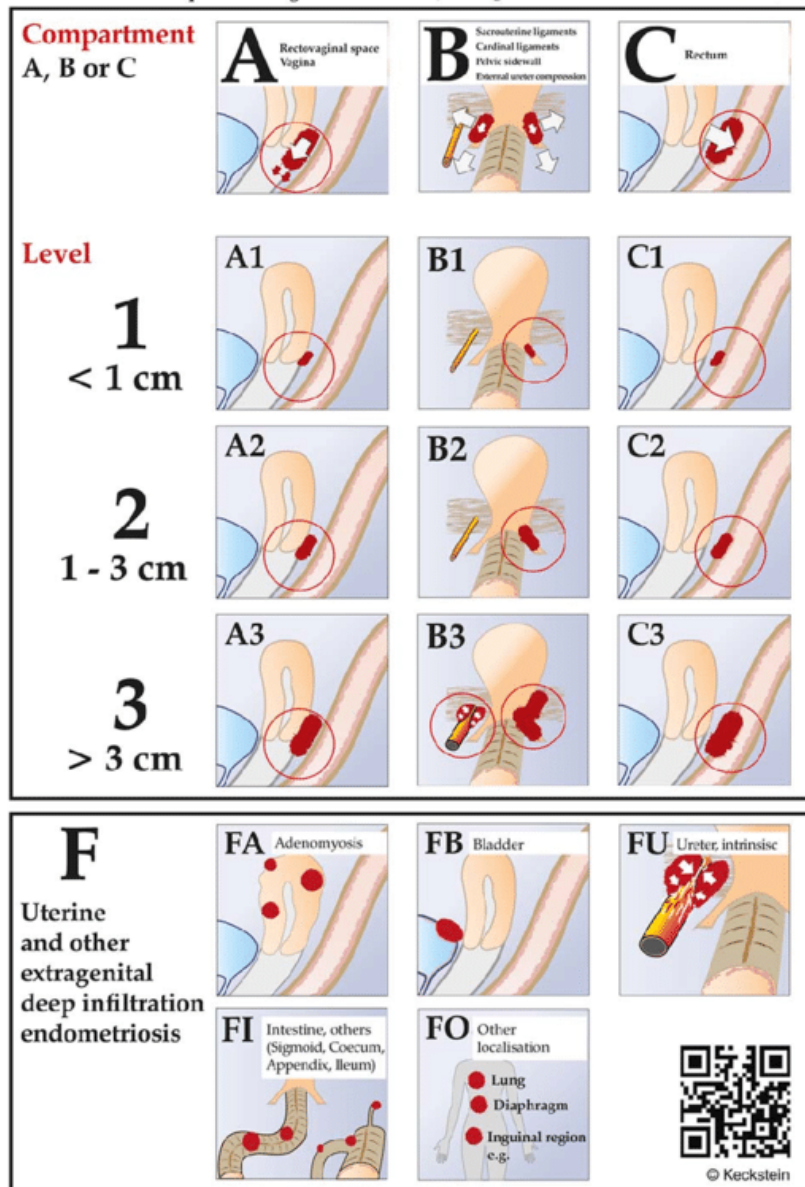 Compartment
A, B or C
A
Rectovaginal space
Vagina
B
Sacrouterine ligaments
Cardinal ligaments
Pelvic sidewall
External ureter compression
C
Rectum
Level
1
< 1 cm
A1
B1
C1
2
1 - 3 cm
A2
B2
C2
3
> 3 cm
A3
B3
C3
F
Uterine
and other
extragenital
deep infiltration
endometriosis
FA Adenomyosis
FB Bladder
FU Ureter, intrinsisc
FI Intestine, others
(Sigmoid, Coecum,
Appendix, Ileum)
FO Other
localisation
Lung
Diaphragm
Inguinal region
e.g.
© Keckstein